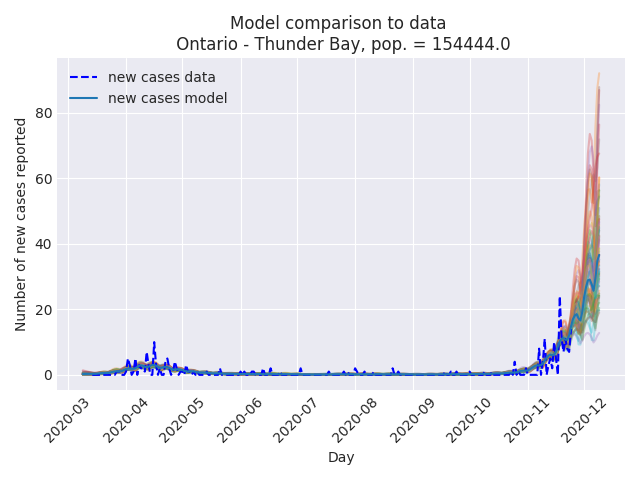 Model comparison to data
Ontario - Thunder Bay, pop. = 154444.0
new cases data
new cases model
Number of new cases reported
80
60
40
20
0
2020-03
2020-04
2020-05
2020-06
2020-07
2020-08
2020-09
2020-10
2020-11
2020-12
Day